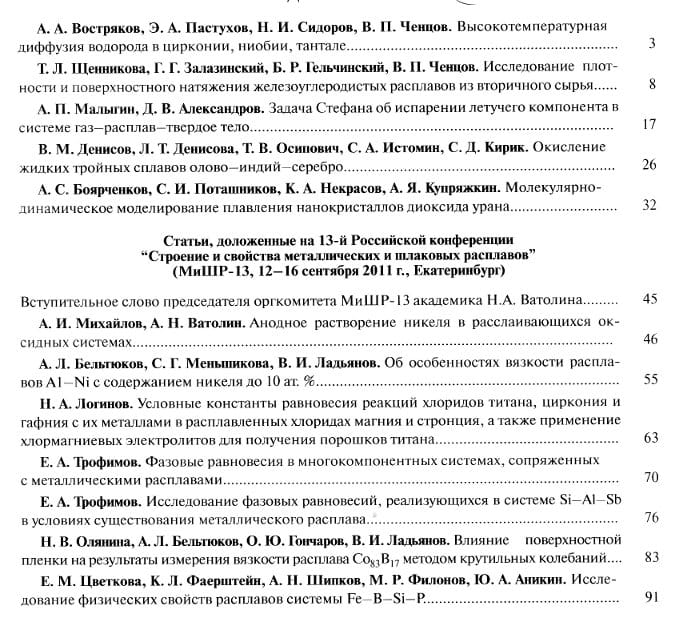 А. А. Востряков, Э. А. Пастухов, Н. И. Сидоров, В. П. Ченцов. Высокотемпературная
диффузия водорода в цирконии, ниобии, тантале........ 3
Т. Л. Щенникова, Г. Г. Залазинский, Б. Р. Гельчинский, В. П. Ченцов. Исследование плот-
ности и поверхностного натяжения железоуглеродистых расплавов из вторичного сырья........ 8
А. П. Малыгин, Д. В. Александров. Задача Стефана об испарении летучего компонента в
системе газ–расплав–твердое тело........ 17
В. М. Денисов, Л. Т. Денисова, Т. В. Осипович, С. А. Истомин, С. Д. Кирик. Окисление
жидких тройных сплавов олово–индий–серебро........ 26
А. С. Боярченков, С. И. Поташников, К. А. Некрасов, А. Я. Купряжкин. Молекулярно-
динамическое моделирование плавления нанокристаллов диоксида урана........ 32
Статьи, доложенные на 13-й Российской конференции
“Строение и свойства металлических и шлаковых расплавов”
(МиШР-13, 12–16 сентября 2011 г., Екатеринбург)
Вступительное слово председателя оргкомитета МиШР-13 академика Н.А. Ватолина........ 45
А. И. Михайлов, А. Н. Ватолин. Анодное растворение никеля в расслаивающихся ок-
сидных системах........ 46
А. Л. Бельтюков, С. Г. Меньшикова, В. И. Ладьянов. Об особенностях вязкости распла-
вов Al–Ni с содержанием никеля до 10 ат. %........ 55
Н. А. Логинов. Условные константы равновесия реакций хлоридов титана, циркония и
гафния с их металлами в расплавленных хлоридах магния и стронция, а также применение
хлормагниевых электролитов для получения порошков титана........ 63
Е. А. Трофимов. Фазовые равновесия в многокомпонентных системах, сопряженных
с металлическими расплавами........ 70
Е. А. Трофимов. Исследование фазовых равновесий, реализующихся в системе Si–Al–Sb
в условиях существования металлического расплава........ 76
Н. В. Олянина, А. Л. Бельтюков, О. Ю. Гончаров, В. И. Ладьянов. Влияние поверхностной
пленки на результаты измерения вязкости расплава Co₈₃B₁₇ методом крутильных колебаний.... 83
Е. М. Цветкова, К. Л. Фаерштейн, А. Н. Шипков, М. Р. Филонов, Ю. А. Аникин. Иссле-
дование физических свойств расплавов системы Fe–B–Si–P........ 91